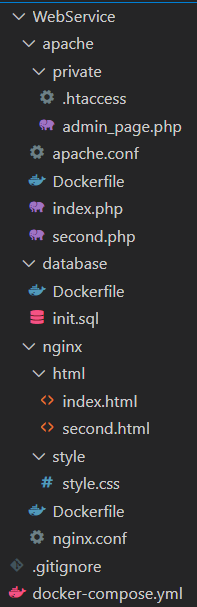 WebService
apache
private
.htaccess
admin_page.php
apache.conf
Dockerfile
index.php
second.php
database
Dockerfile
init.sql
nginx
html
index.html
second.html
style
style.css
Dockerfile
nginx.conf
.gitignore
docker-compose.yml